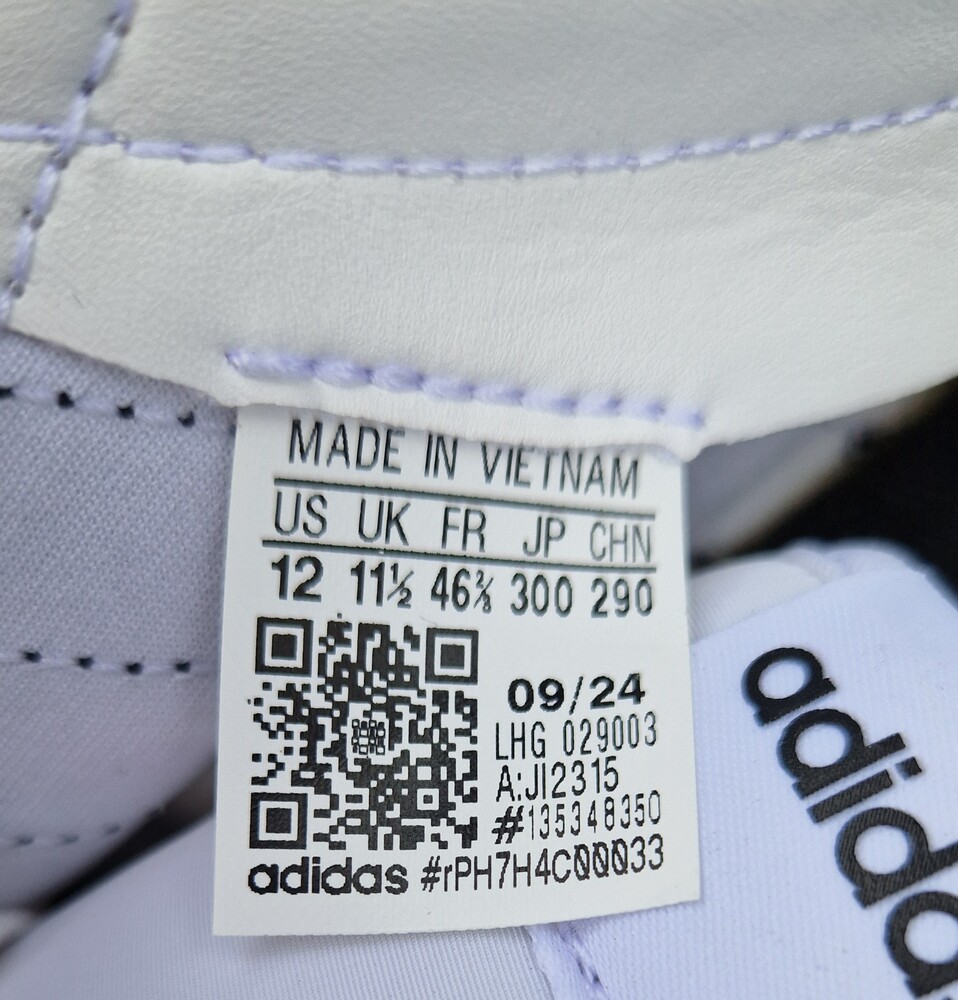 MADE IN VIETNAM
US UK FR JP CHN
12 11½ 46⅔ 300 290
09/24
LHG 029003
A:JI2315
#135348350
adidas #rPH7H4C00033
adidas